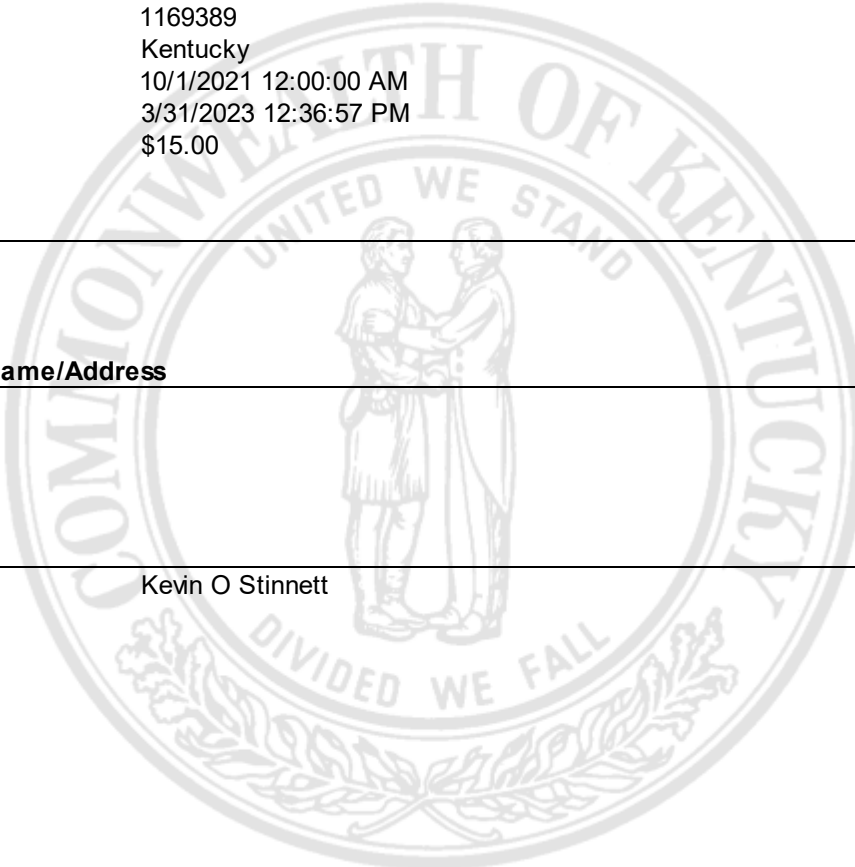 1169389
Kentucky
10/1/2021 12:00:00 AM
3/31/2023 12:36:57 PM
$15.00
COMMONWEALTH OF KENTUCKY
UNITED WE STAND
ame/Address
Kevin O Stinnett
DIVIDED WE FALL